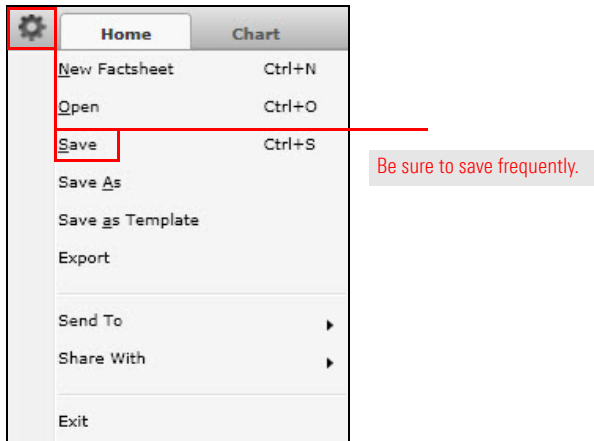 Home Chart
New Factsheet Ctrl+N
Open Ctrl+O
Save Ctrl+S
Be sure to save frequently.
Save As
Save as Template
Export
Send To
Share With
Exit